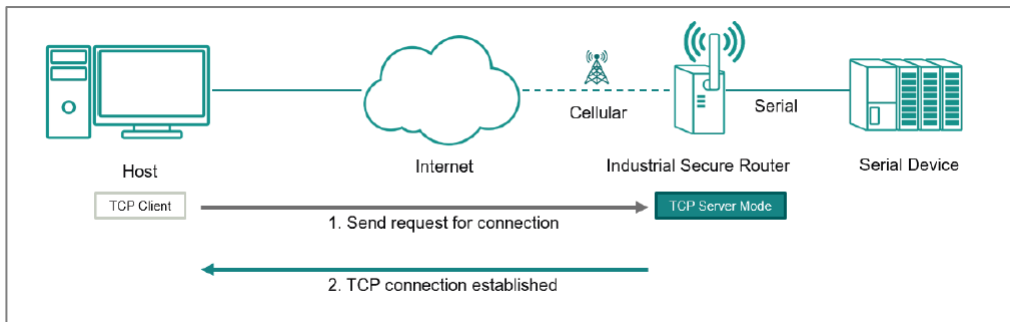 Cellular
Serial
Host
Internet
Industrial Secure Router
Serial Device
TCP Client
TCP Server Mode
1. Send request for connection
2. TCP connection established